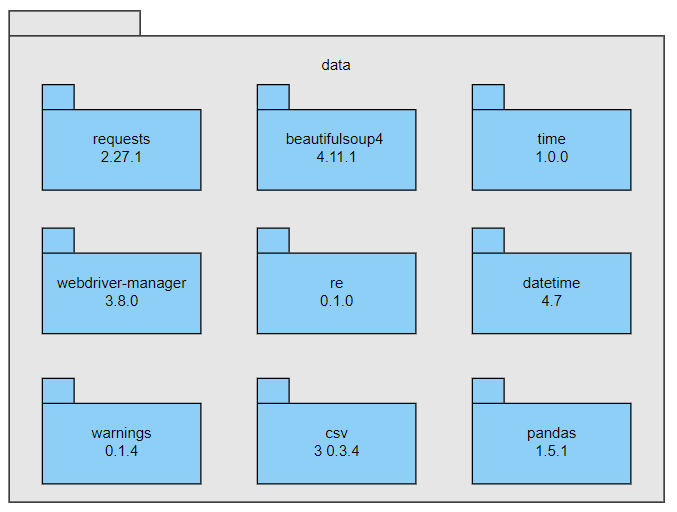 data
requests
2.27.1
beautifulsoup4
4.11.1
time
1.0.0
webdriver-manager
3.8.0
re
0.1.0
datetime
4.7
warnings
0.1.4
csv
3 0.3.4
pandas
1.5.1